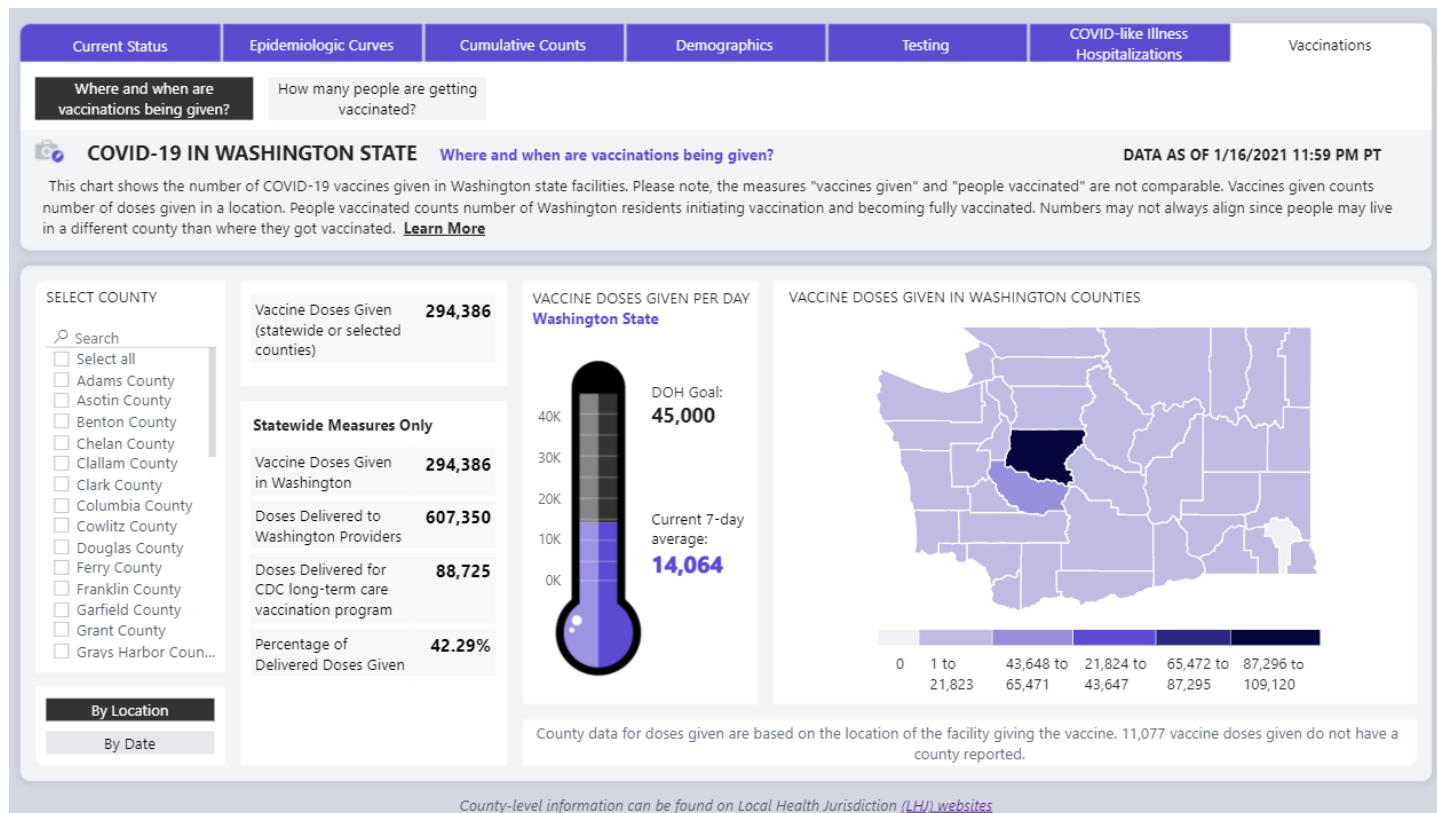 Current Status
Epidemiologic Curves
Cumulative Counts
Demographics
Testing
COVID-like Illness
Hospitalizations
Vaccinations
Where and when are
vaccinations being given?
How many people are getting
vaccinated?
COVID-19 IN WASHINGTON STATE
Where and when are vaccinations being given?
DATA AS OF 1/16/2021 11:59 PM PT
This chart shows the number of COVID-19 vaccines given in Washington state facilities. Please note, the measures "vaccines given" and "people vaccinated" are not comparable. Vaccines given counts
number of doses given in a location. People vaccinated counts number of Washington residents initiating vaccination and becoming fully vaccinated. Numbers may not always align since people may live
in a different county than where they got vaccinated. Learn More
SELECT COUNTY
Search
Select all
Adams County
Asotin County
Benton County
Chelan County
Clallam County
Clark County
Columbia County
Cowlitz County
Douglas County
Ferry County
Franklin County
Garfield County
Grant County
Grays Harbor Coun...
By Location
By Date
Vaccine Doses Given
(statewide or selected
counties)
294,386
Statewide Measures Only
Vaccine Doses Given
in Washington
294,386
Doses Delivered to
Washington Providers
607,350
Doses Delivered for
CDC long-term care
vaccination program
88,725
Percentage of
Delivered Doses Given
42.29%
VACCINE DOSES GIVEN PER DAY
Washington State
40K
30K
20K
10K
0K
DOH Goal:
45,000
Current 7-day
average:
14,064
VACCINE DOSES GIVEN IN WASHINGTON COUNTIES
0
1 to
21,823
43,648 to
65,471
21,824 to
43,647
65,472 to
87,295
87,296 to
109,120
County data for doses given are based on the location of the facility giving the vaccine. 11,077 vaccine doses given do not have a
county reported.
County-level information can be found on Local Health Jurisdiction (LHJ) websites